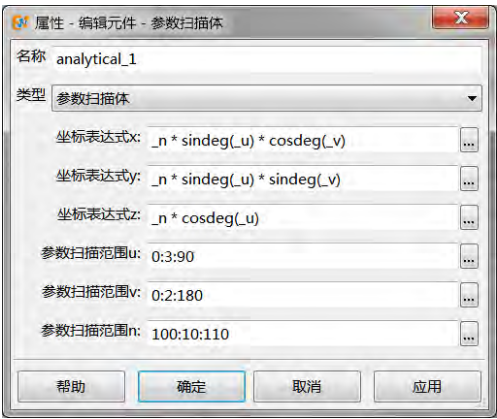 属性 - 编辑元件 - 参数扫描体
名称 analytical_1
类型 参数扫描体
坐标表达式x: _n * sindeg(_u) * cosdeg(_v) ...
坐标表达式y: _n * sindeg(_u) * sindeg(_v) ...
坐标表达式z: _n * cosdeg(_u) ...
参数扫描范围u: 0:3:90 ...
参数扫描范围v: 0:2:180 ...
参数扫描范围n: 100:10:110 ...
帮助 确定 取消 应用